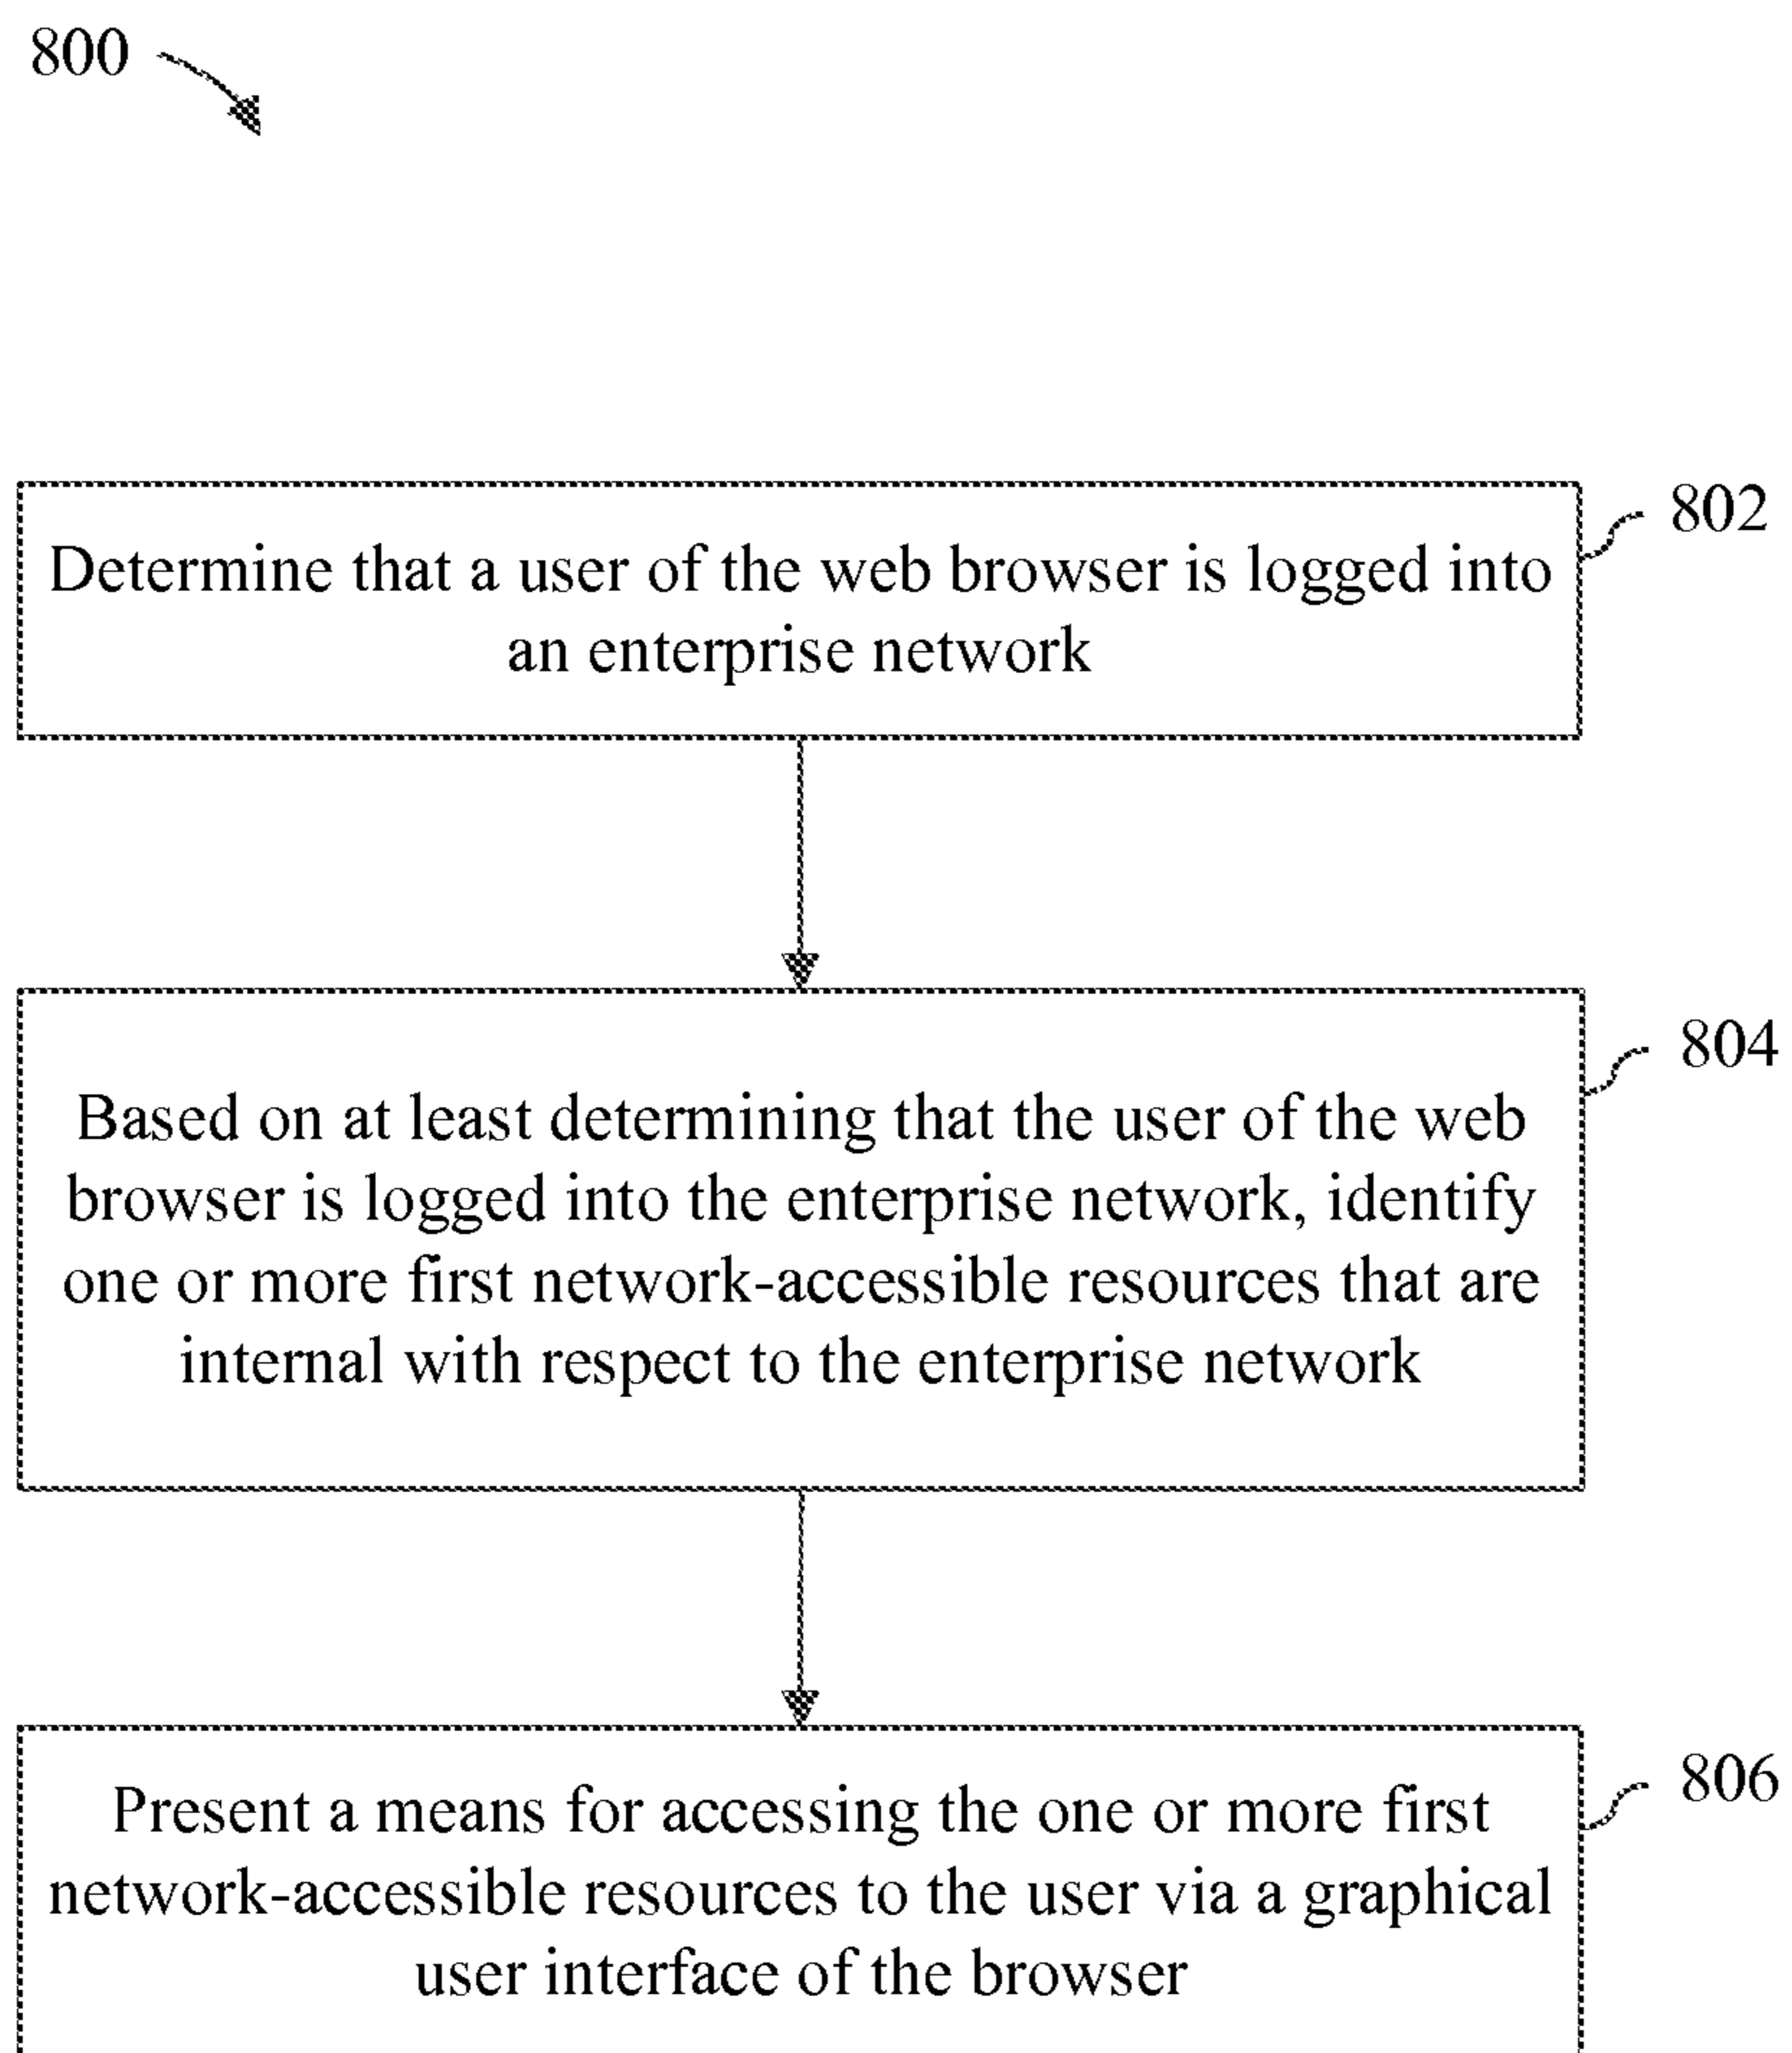 800
802
Determine that a user of the web browser is logged into
an enterprise network
804
Based on at least determining that the user of the web
browser is logged into the enterprise network, identify
one or more first network-accessible resources that are
internal with respect to the enterprise network
806
Present a means for accessing the one or more first
network-accessible resources to the user via a graphical
user interface of the browser